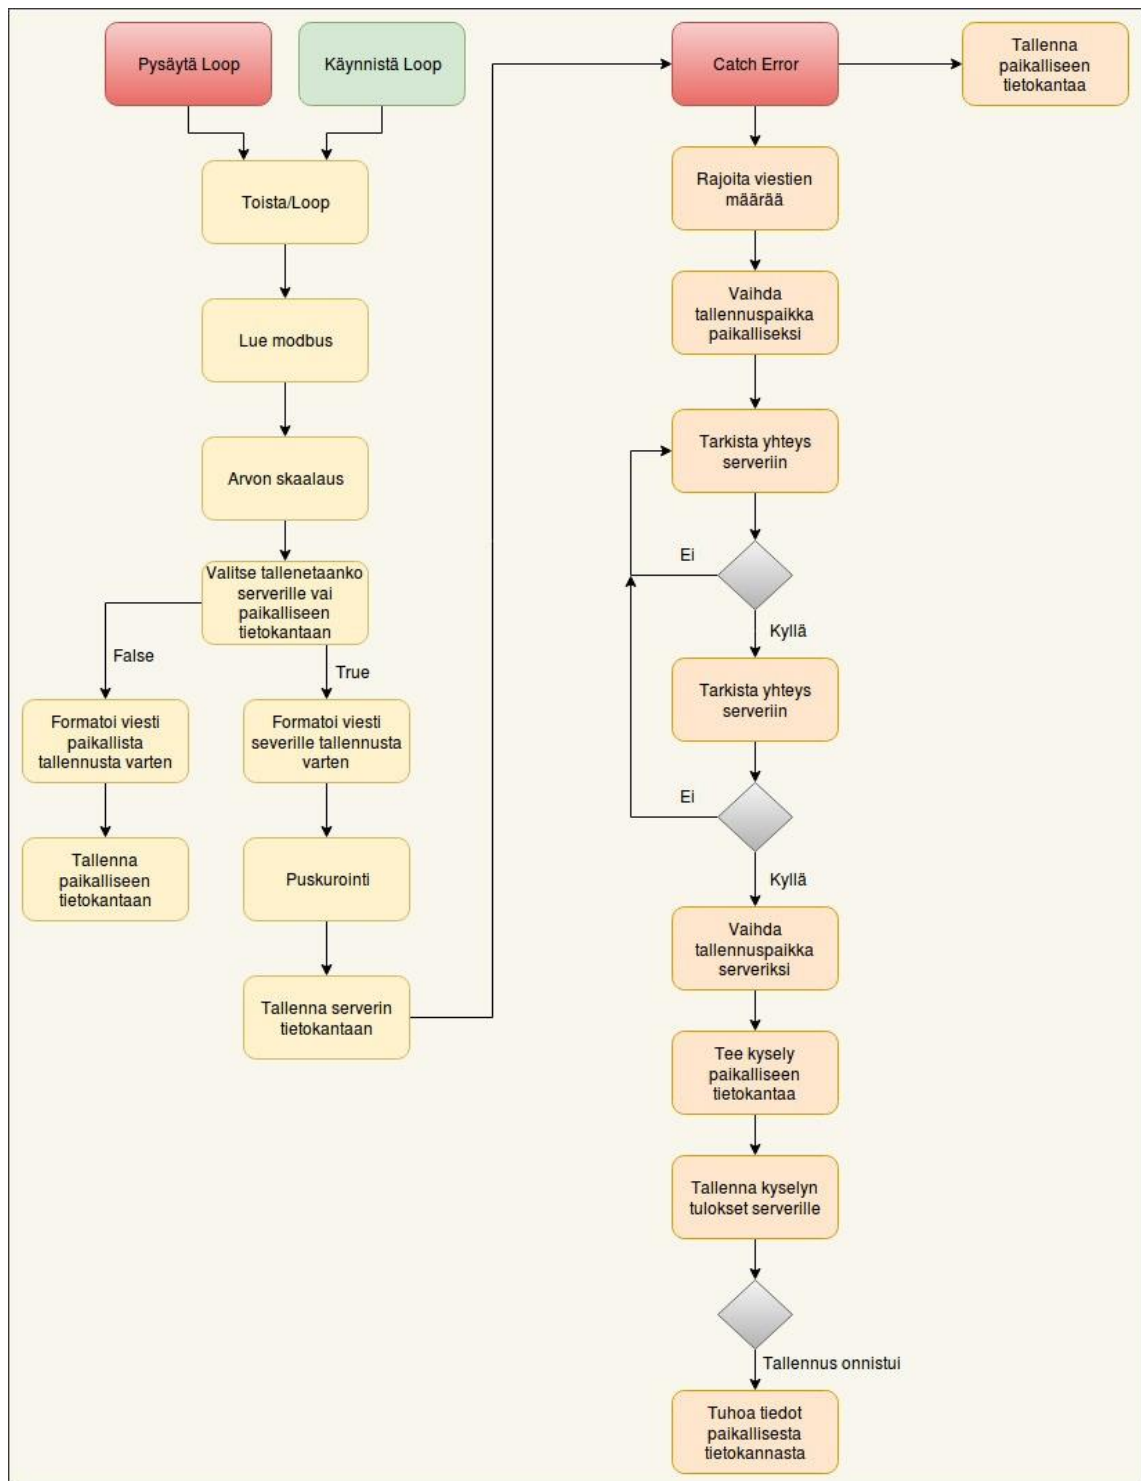 Pysäytä Loop
Käynnistä Loop
Toista/Loop
Lue modbus
Arvon skaalaus
Valitse tallenetaanko
serverille vai
paikalliseen
tietokantaan
False
True
Formatoi viesti
paikallista
tallennusta varten
Formatoi viesti
severille tallennusta
varten
Tallenna
paikalliseen
tietokantaan
Puskurointi
Tallenna serverin
tietokantaan
Catch Error
Tallenna
paikalliseen
tietokantaa
Rajoita viestien
määrää
Vaihda
tallennuspaikka
paikalliseksi
Tarkista yhteys
serveriin
Ei
Kyllä
Tarkista yhteys
serveriin
Ei
Kyllä
Vaihda
tallennuspaikka
serveriksi
Tee kysely
paikalliseen
tietokantaa
Tallenna kyselyn
tulokset serverille
Tallennus onnistui
Tuhoa tiedot
paikallisesta
tietokannasta